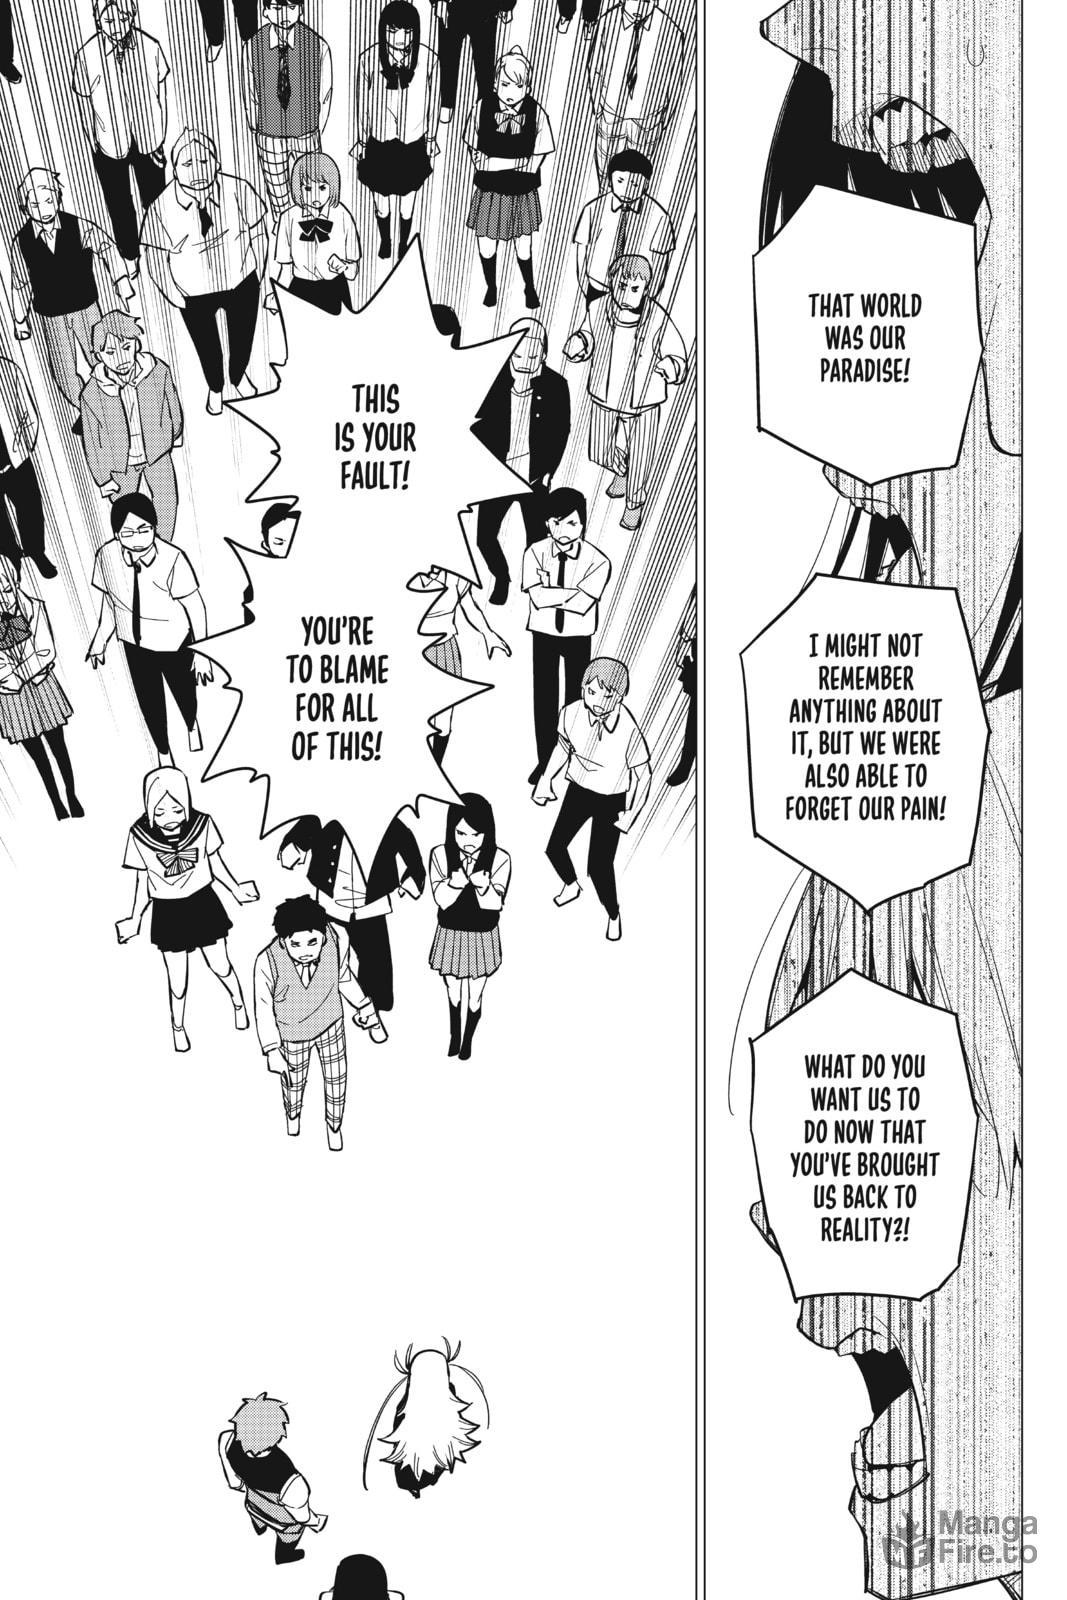 THAT WORLD
WAS OUR
PARADISE!
I MIGHT NOT
REMEMBER
ANYTHING ABOUT
IT, BUT WE WERE
ALSO ABLE TO
FORGET OUR PAIN!
WHAT DO YOU
WANT US TO
DO NOW THAT
YOU'VE BROUGHT
US BACK TO
REALITY?!
THIS
IS YOUR
FAULT!
YOU'RE
TO BLAME
FOR ALL
OF THIS!
Manga
Fire.to